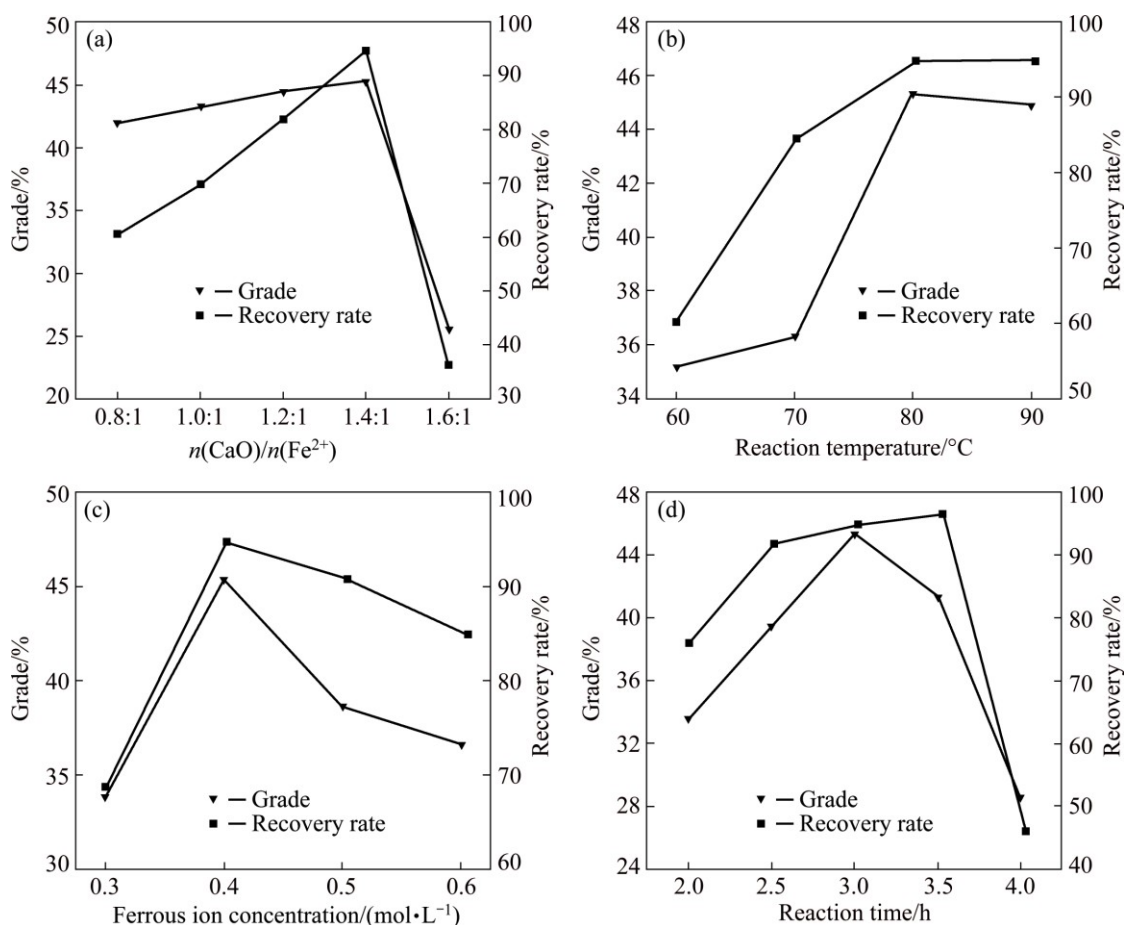 (a)
50
45
40
35
30
25
20
Grade/%
100
90
80
70
60
50
40
30
Recovery rate/%
Grade
Recovery rate
0.8:1 1.0:1 1.2:1 1.4:1 1.6:1
n(CaO)/n(Fe²⁺)
(b)
48
46
44
42
40
38
36
34
Grade/%
100
90
80
70
60
50
Recovery rate/%
Grade
Recovery rate
60 70 80 90
Reaction temperature/°C
(c)
50
45
40
35
30
Grade/%
100
90
80
70
60
Recovery rate/%
Grade
Recovery rate
0.3 0.4 0.5 0.6
Ferrous ion concentration/(mol•L⁻¹)
(d)
48
44
40
36
32
28
24
Grade/%
100
90
80
70
60
50
40
Recovery rate/%
Grade
Recovery rate
2.0 2.5 3.0 3.5 4.0
Reaction time/h